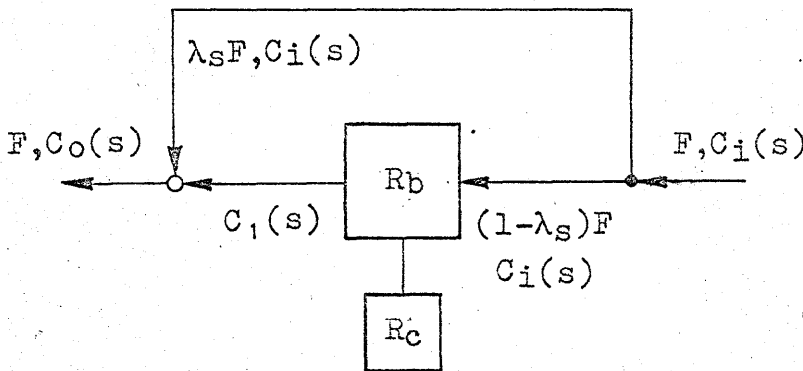 λsF,Ci(s)
F,Co(s)
F,Ci(s)
Rb
C₁(s)
(1-λs)F
Ci(s)
Rc